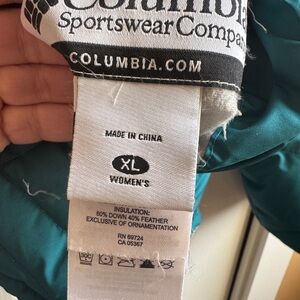 Columbia
Sportswear Compa
COLUMBIA.COM
MADE IN CHINA
XL
WOMEN'S
INSULATION:
60% DOWN 40% FEATHER
EXCLUSIVE OF ORNAMENTATION
RN 69724
CA 05367